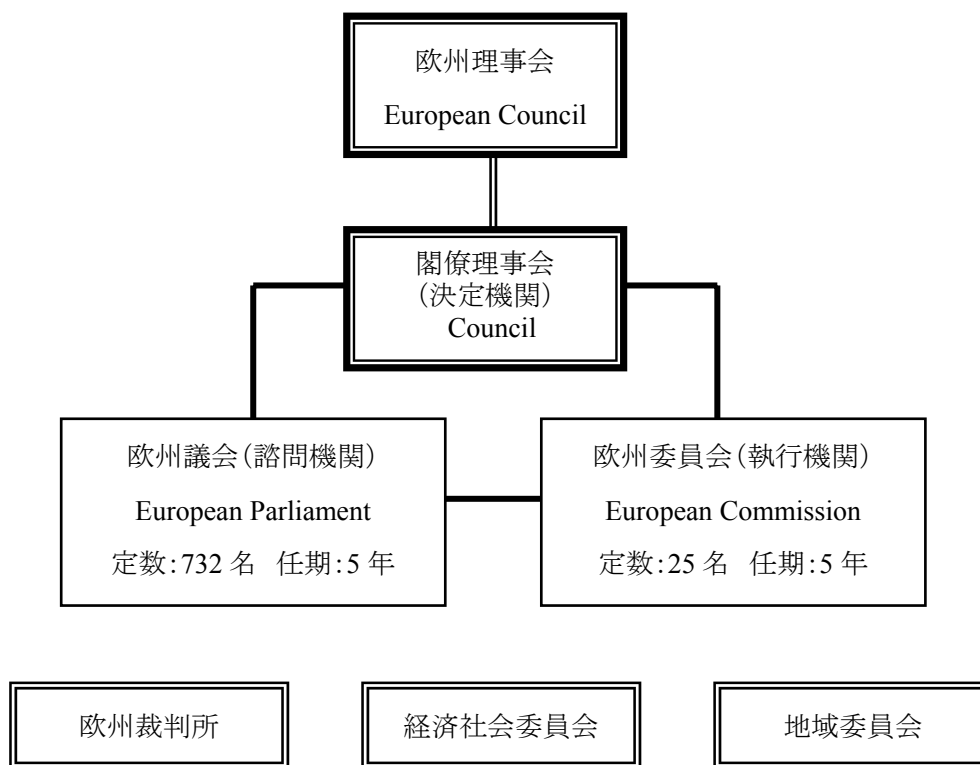 欧州理事会
European Council
閣僚理事会
(決定機関)
Council
欧州議会(諮問機関)
European Parliament
定数:732 名 任期:5 年
欧州委員会(執行機関)
European Commission
定数:25 名 任期:5 年
欧州裁判所
経済社会委員会
地域委員会